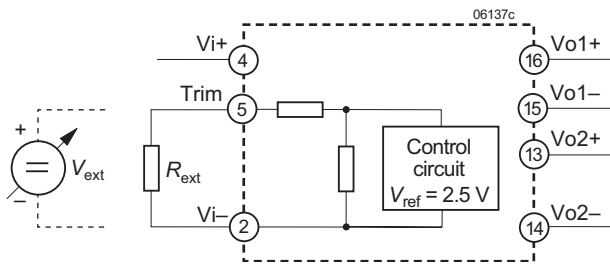 06137c
Vi+
4
16
Vo1+
Trim
5
15
Vo1–
13
Vo2+
+
–
Vext
Rext
Control
circuit
Vref = 2.5 V
Vi–
2
14
Vo2–